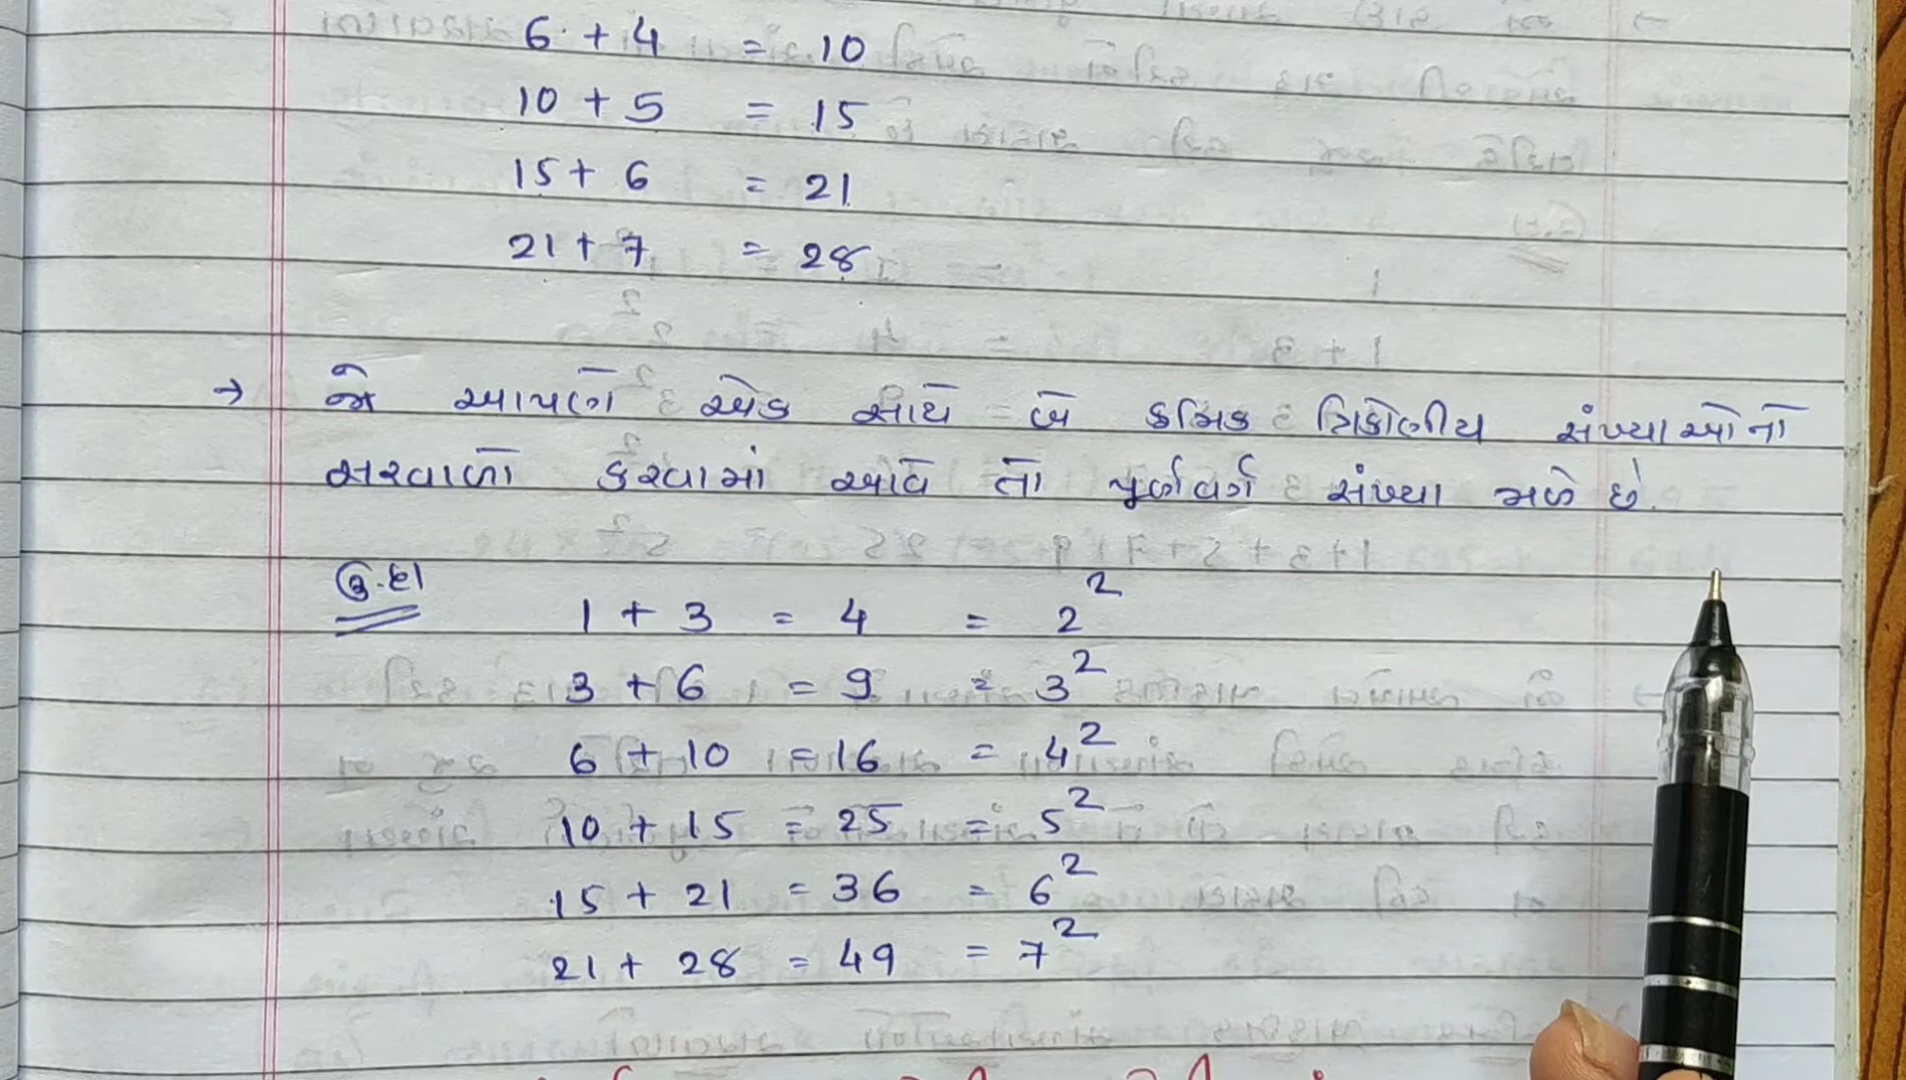 6 + 4 = 10
10 + 5 = 15
15 + 6 = 21
21 + 7 = 28
→ જો આપણે એક સાથે બે ક્રમિક ત્રિકોણીય સંખ્યાઓનો
સરવાળો કરવામાં આવે તો પૂર્ણવર્ગ સંખ્યા મળે છે.
ઉ.દા
1 + 3 = 4 = 2²
3 + 6 = 9 = 3²
6 + 10 = 16 = 4²
10 + 15 = 25 = 5²
15 + 21 = 36 = 6²
21 + 28 = 49 = 7²